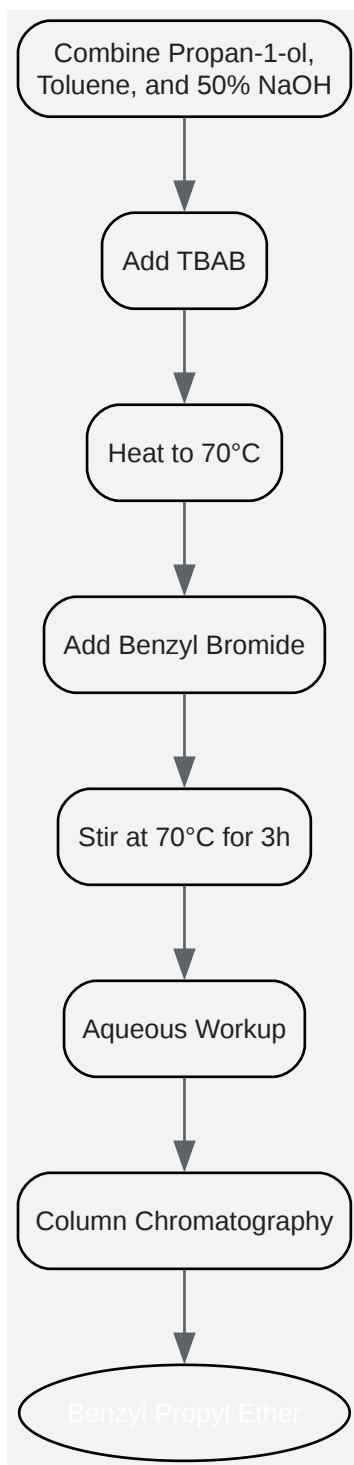 Combine Propan-1-ol,
Toluene, and 50% NaOH
Add TBAB
Heat to 70°C
Add Benzyl Bromide
Stir at 70°C for 3h
Aqueous Workup
Column Chromatography
Benzyl Propyl Ether